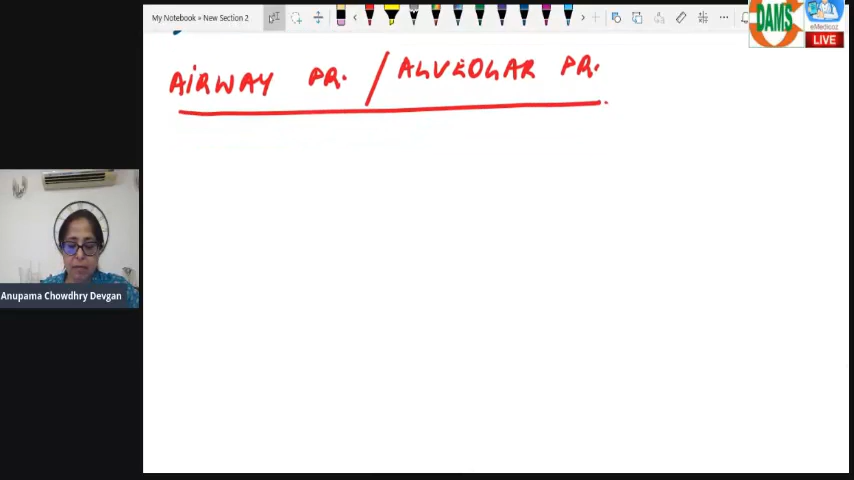 My Notebook > New Section 2
DAMS
eMedicoz
LIVE
AIRWAY PR. / ALVEOLAR PR.
Anupama Chowdhry Devgan